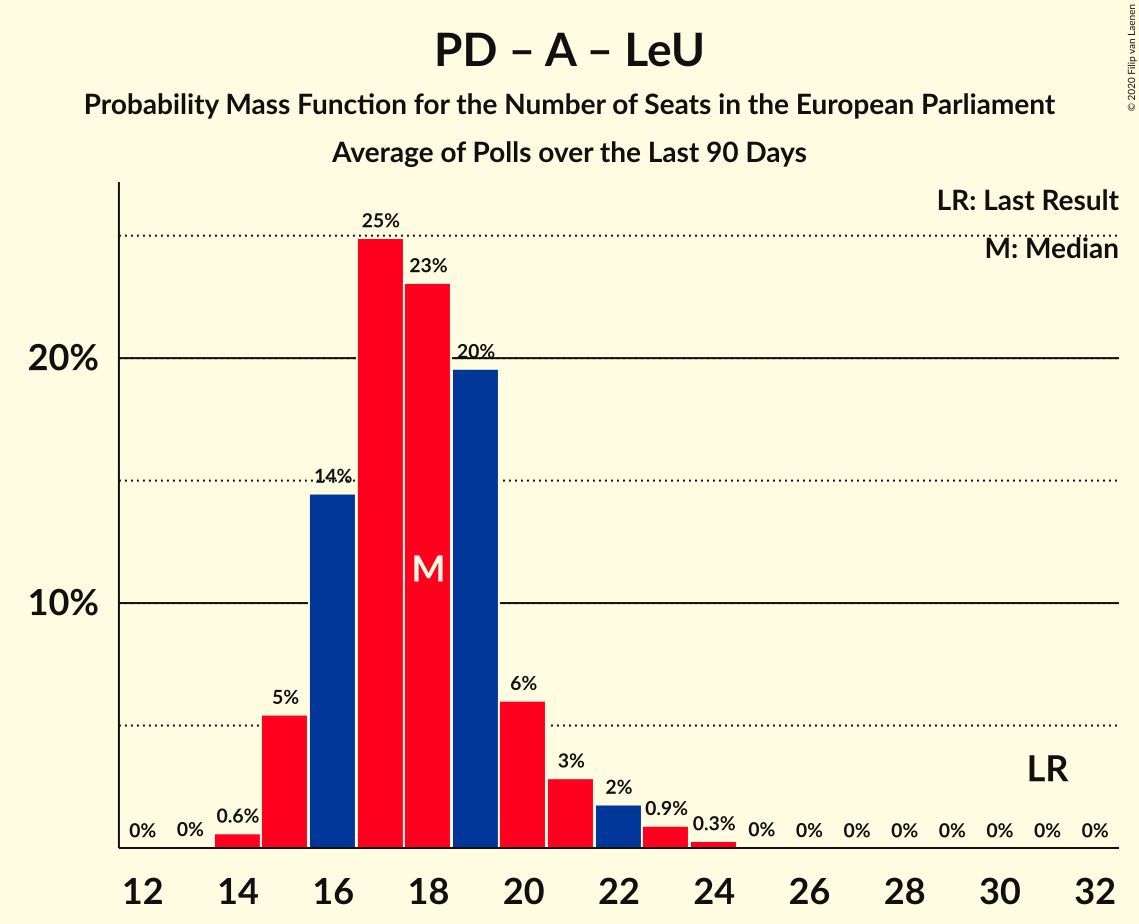 PD – A – LeU
Probability Mass Function for the Number of Seats in the European Parliament
Average of Polls over the Last 90 Days
© 2020 Filip van Laenen
LR: Last Result
M: Median
25%
23%
20%
20%
14%
M
10%
6%
5%
3%
LR
2%
0.9%
0.6%
0.3%
0% 0% 0% 0% 0% 0% 0% 0% 0% 0%
12 14 16 18 20 22 24 26 28 30 32